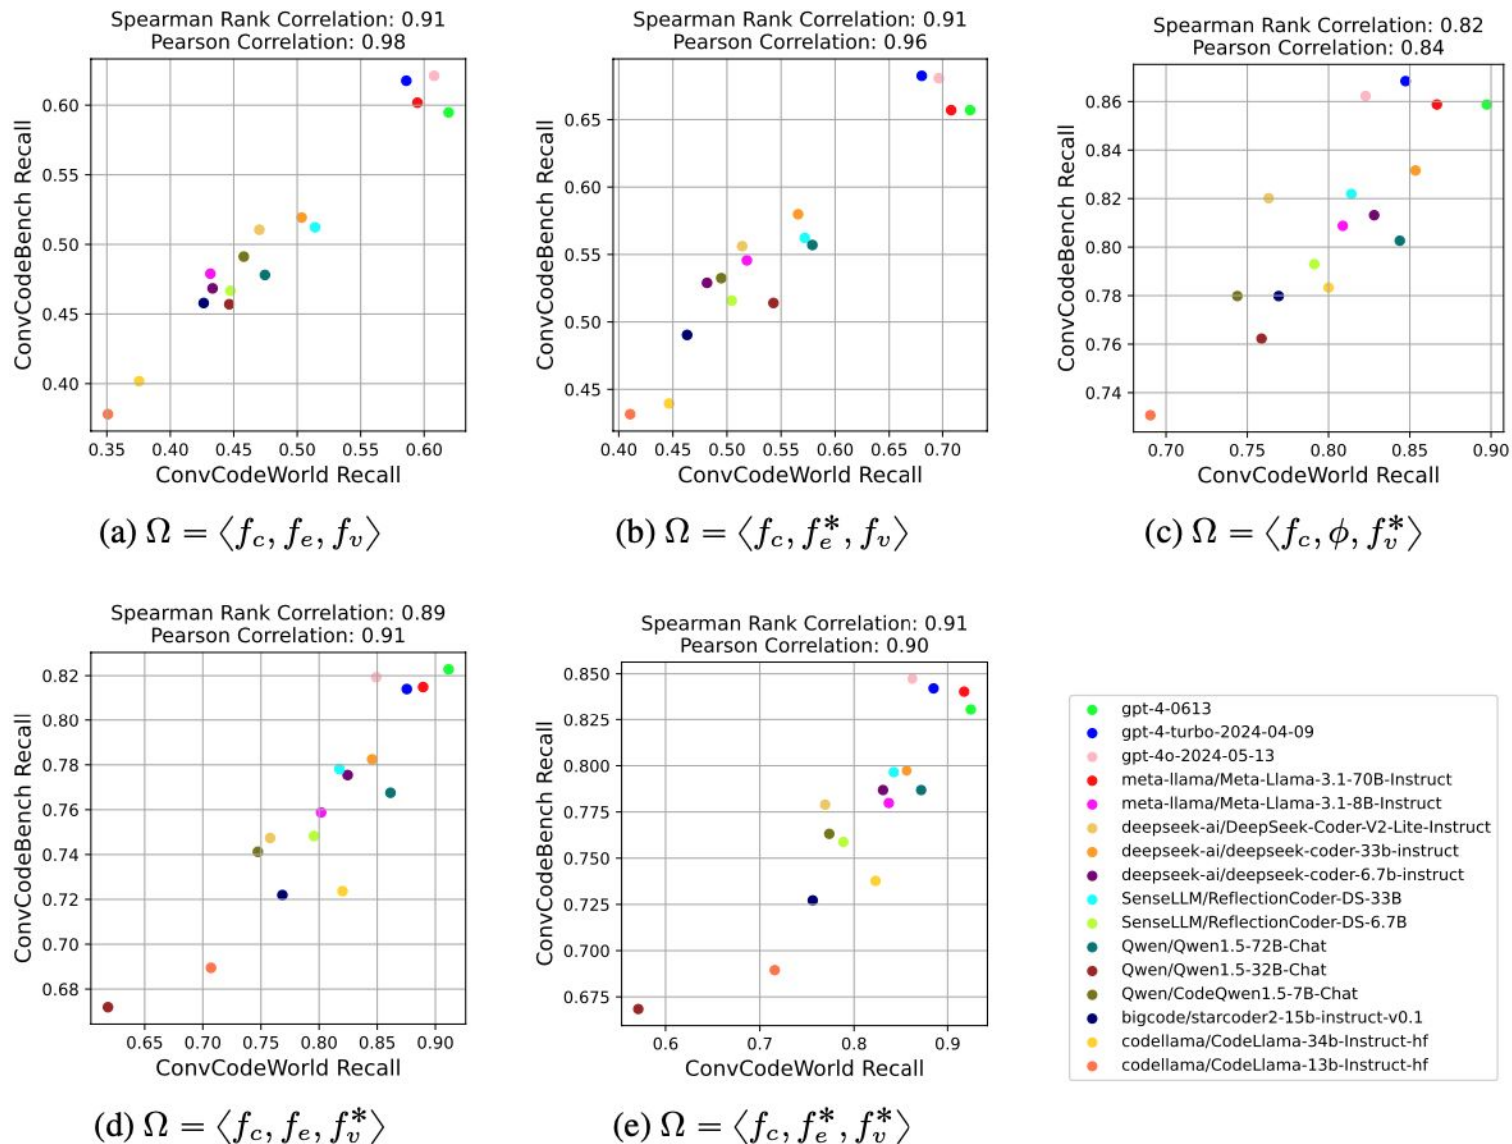 Spearman Rank Correlation: 0.91
Pearson Correlation: 0.98
ConvCodeBench Recall
0.60
0.55
0.50
0.45
0.40
0.35 0.40 0.45 0.50 0.55 0.60
ConvCodeWorld Recall
(a) Ω = ⟨f_c, f_e, f_v⟩
Spearman Rank Correlation: 0.91
Pearson Correlation: 0.96
ConvCodeBench Recall
0.65
0.60
0.55
0.50
0.45
0.40 0.45 0.50 0.55 0.60 0.65 0.70
ConvCodeWorld Recall
(b) Ω = ⟨f_c, f_e^*, f_v⟩
Spearman Rank Correlation: 0.82
Pearson Correlation: 0.84
ConvCodeBench Recall
0.86
0.84
0.82
0.80
0.78
0.76
0.74
0.70 0.75 0.80 0.85 0.90
ConvCodeWorld Recall
(c) Ω = ⟨f_c, ϕ, f_v^*⟩
Spearman Rank Correlation: 0.89
Pearson Correlation: 0.91
ConvCodeBench Recall
0.82
0.80
0.78
0.76
0.74
0.72
0.70
0.68
0.65 0.70 0.75 0.80 0.85 0.90
ConvCodeWorld Recall
(d) Ω = ⟨f_c, f_e, f_v^*⟩
Spearman Rank Correlation: 0.91
Pearson Correlation: 0.90
ConvCodeBench Recall
0.850
0.825
0.800
0.775
0.750
0.725
0.700
0.675
0.6 0.7 0.8 0.9
ConvCodeWorld Recall
(e) Ω = ⟨f_c, f_e^*, f_v^*⟩
gpt-4-0613
gpt-4-turbo-2024-04-09
gpt-4o-2024-05-13
meta-llama/Meta-Llama-3.1-70B-Instruct
meta-llama/Meta-Llama-3.1-8B-Instruct
deepseek-ai/DeepSeek-Coder-V2-Lite-Instruct
deepseek-ai/deepseek-coder-33b-instruct
deepseek-ai/deepseek-coder-6.7b-instruct
SenseLLM/ReflectionCoder-DS-33B
SenseLLM/ReflectionCoder-DS-6.7B
Qwen/Qwen1.5-72B-Chat
Qwen/Qwen1.5-32B-Chat
Qwen/CodeQwen1.5-7B-Chat
bigcode/starcoder2-15b-instruct-v0.1
codellama/CodeLlama-34b-Instruct-hf
codellama/CodeLlama-13b-Instruct-hf